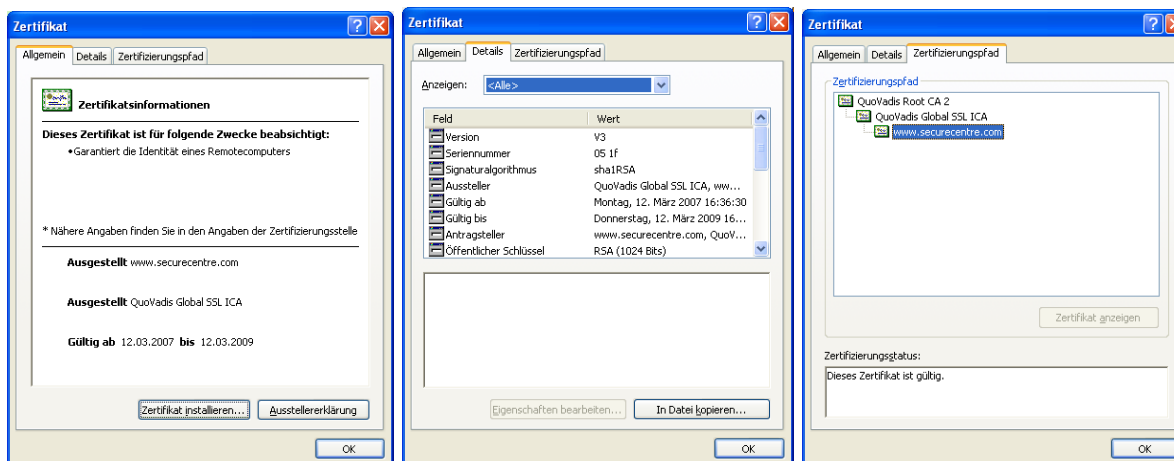 Zertifikat
Allgemein Details Zertifizierungspfad
Zertifikatsinformationen
Dieses Zertifikat ist für folgende Zwecke beabsichtigt:
•Garantiert die Identität eines Remotecomputers
* Nähere Angaben finden Sie in den Angaben der Zertifizierungsstelle
Ausgestellt www.securecentre.com
Ausgestellt QuoVadis Global SSL ICA
Gültig ab 12.03.2007 bis 12.03.2009
Zertifikat installieren... Ausstellererklärung
OK
Zertifikat
Allgemein Details Zertifizierungspfad
Anzeigen: <Alle>
Feld Wert
Version V3
Seriennummer 05 1f
Signaturalgorithmus sha1RSA
Aussteller QuoVadis Global SSL ICA, ww...
Gültig ab Montag, 12. März 2007 16:36:30
Gültig bis Donnerstag, 12. März 2009 16...
Antragsteller www.securecentre.com, QuoV...
Öffentlicher Schlüssel RSA (1024 Bits)
Eigenschaften bearbeiten... In Datei kopieren...
OK
Zertifikat
Allgemein Details Zertifizierungspfad
Zertifizierungspfad
QuoVadis Root CA 2
QuoVadis Global SSL ICA
www.securecentre.com
Zertifikat anzeigen
Zertifizierungsstatus:
Dieses Zertifikat ist gültig.
OK